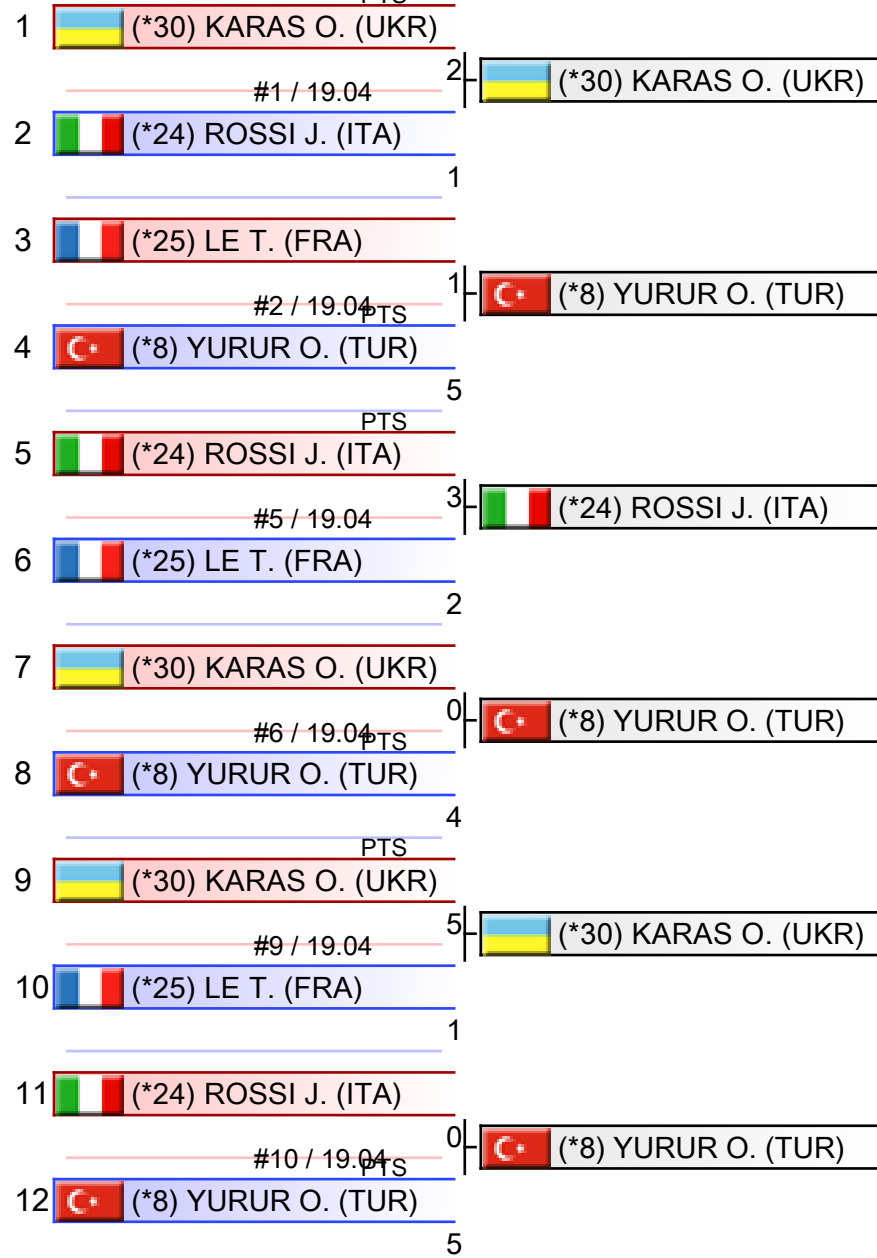 PTS
1 (*30) KARAS O. (UKR)
2 (*30) KARAS O. (UKR)
#1 / 19.04
2 (*24) ROSSI J. (ITA)
1
3 (*25) LE T. (FRA)
1 (*8) YURUR O. (TUR)
#2 / 19.04
PTS
4 (*8) YURUR O. (TUR)
5
PTS
5 (*24) ROSSI J. (ITA)
3 (*24) ROSSI J. (ITA)
#5 / 19.04
6 (*25) LE T. (FRA)
2
7 (*30) KARAS O. (UKR)
0 (*8) YURUR O. (TUR)
#6 / 19.04
PTS
8 (*8) YURUR O. (TUR)
4
PTS
9 (*30) KARAS O. (UKR)
5 (*30) KARAS O. (UKR)
#9 / 19.04
10 (*25) LE T. (FRA)
1
11 (*24) ROSSI J. (ITA)
0 (*8) YURUR O. (TUR)
#10 / 19.04
PTS
12 (*8) YURUR O. (TUR)
5